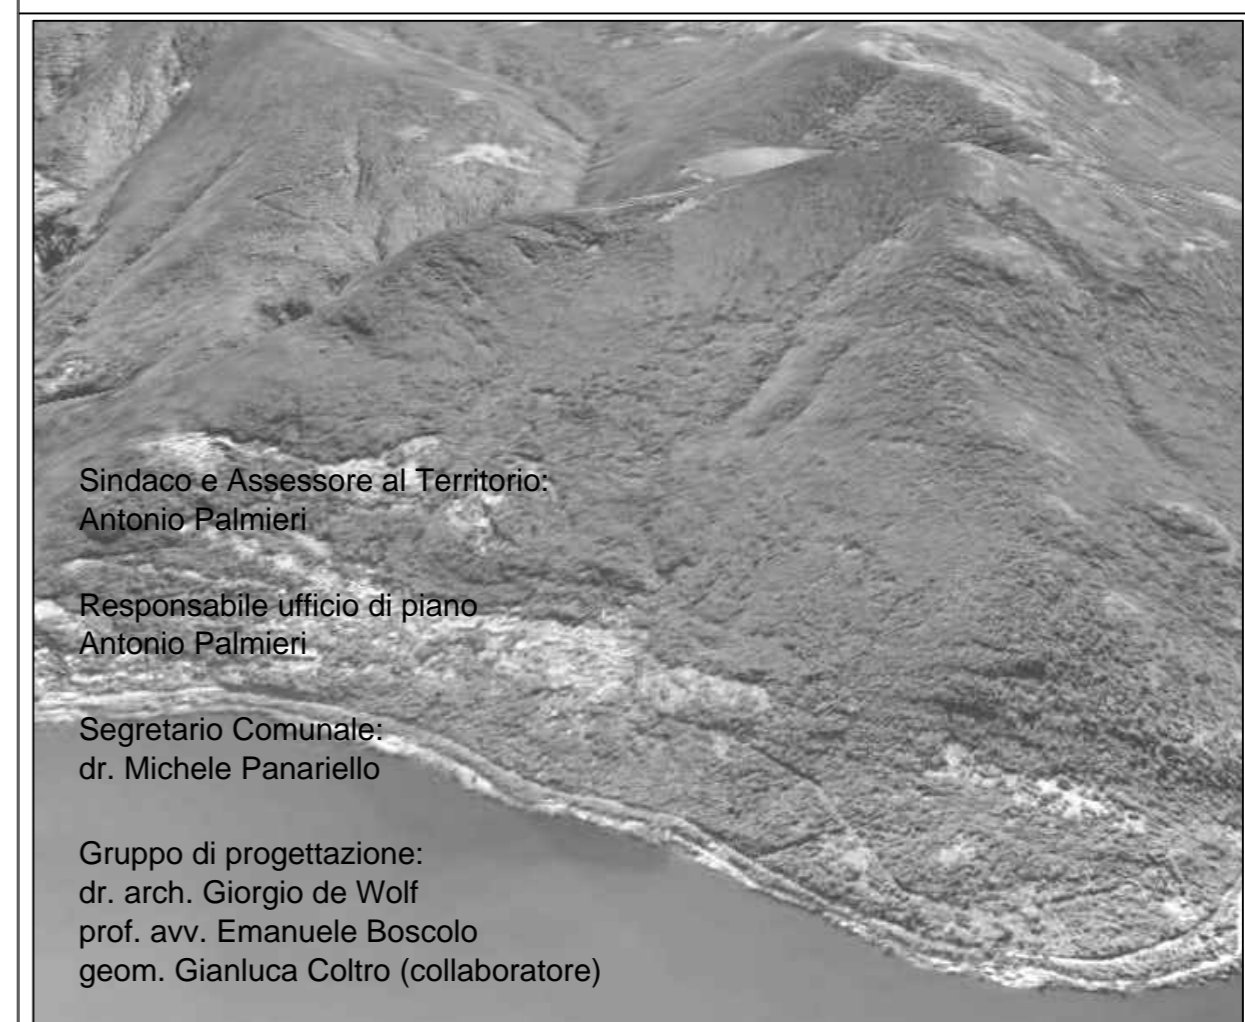 Sindaco e Assessore al Territorio:
Antonio Palmieri
Responsabile ufficio di piano
Antonio Palmieri
Segretario Comunale:
dr. Michele Panariello
Gruppo di progettazione:
dr. arch. Giorgio de Wolf
prof. avv. Emanuele Boscolo
geom. Gianluca Coltro (collaboratore)